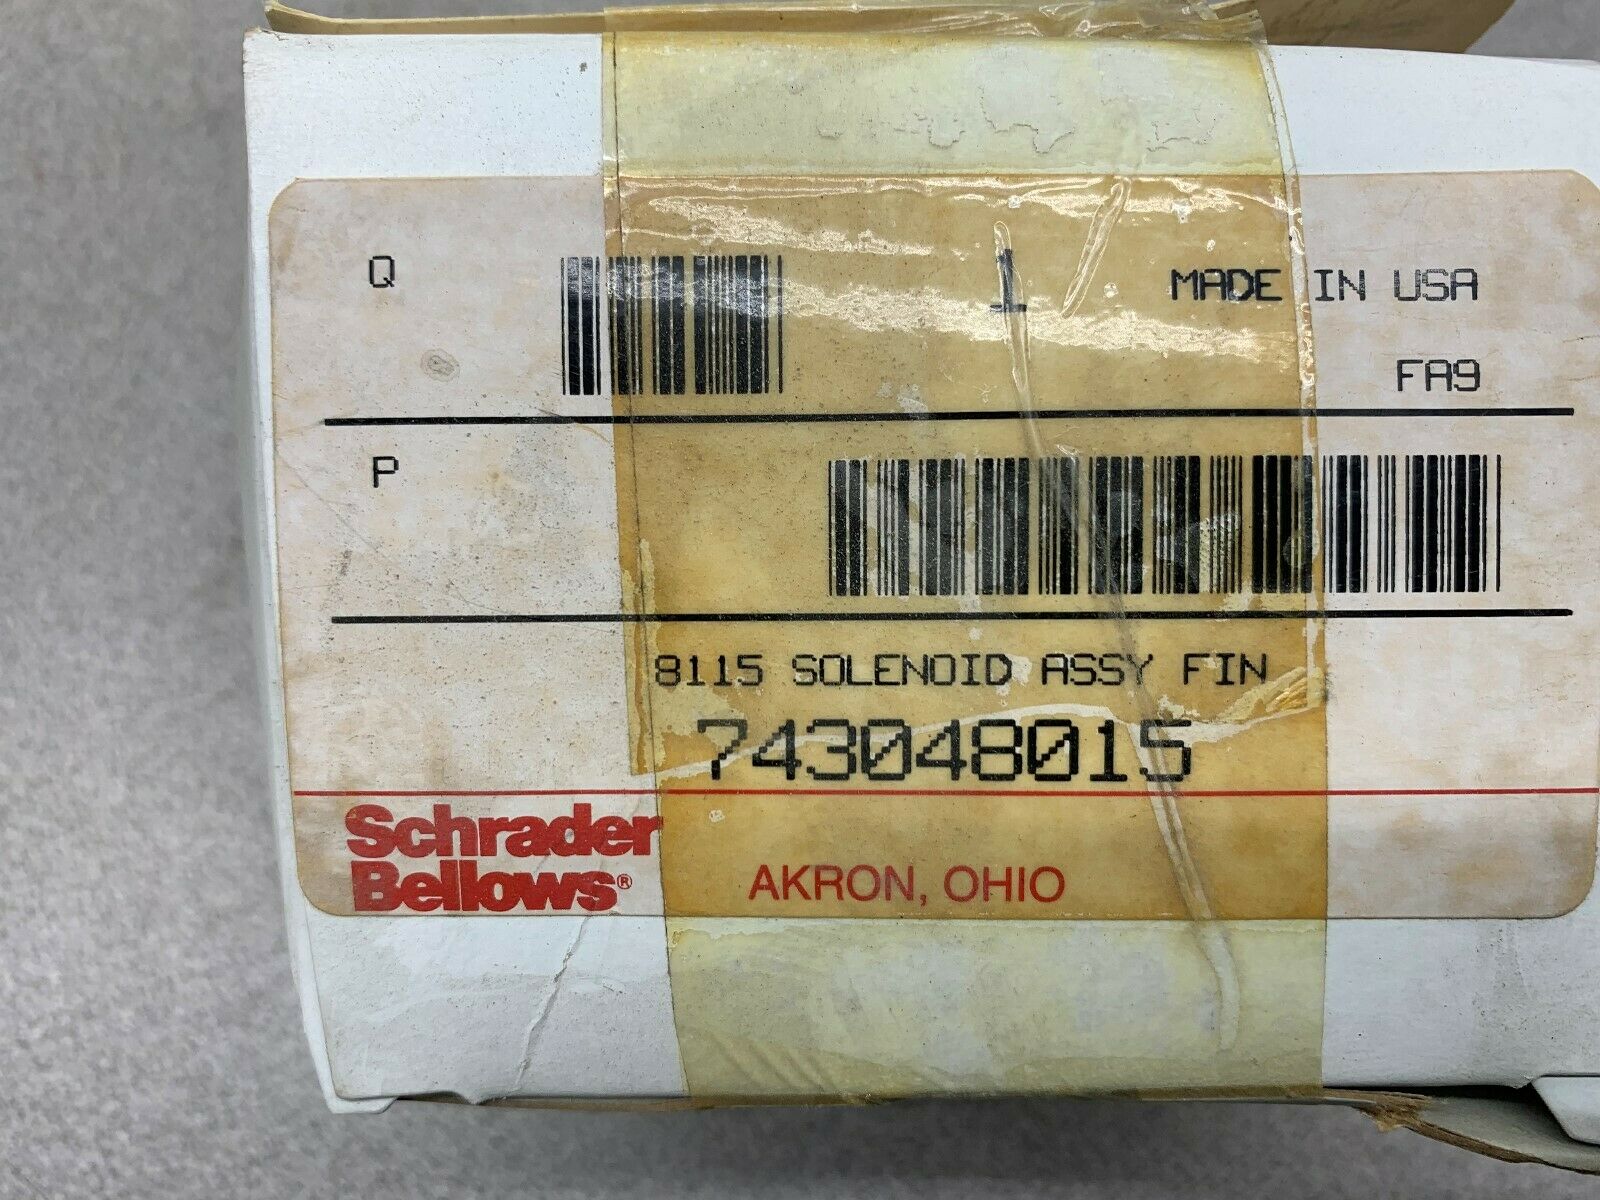 Q 1 MADE IN USA
FA9
P
8115 SOLENOID ASSY FIN
743048015
Schrader
Bellows®
AKRON, OHIO